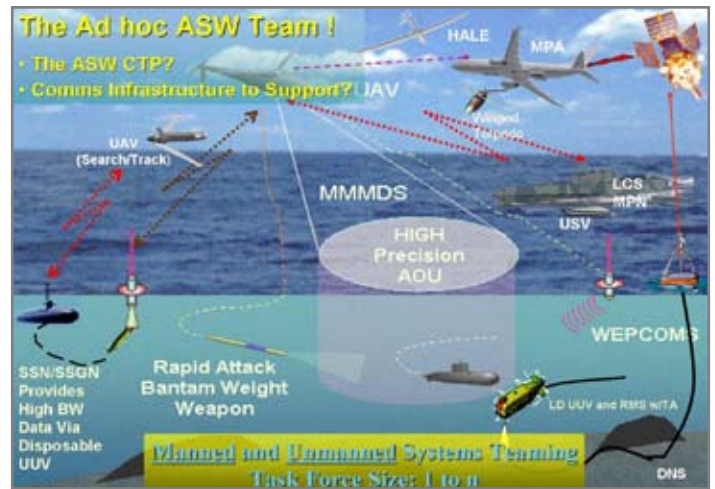 The Ad hoc ASW Team !
• The ASW CTP?
• Comms Infrastructure to Support?
HALE
MPA
UAV
Winged
Torpedo
UAV
(Search/Track)
MMMDS
LCS
MPN
USV
HIGH
Precision
AOU
WEPCOMS
SSN/SSGN
Provides
High BW
Data Via
Disposable
UUV
Rapid Attack
Bantam Weight
Weapon
LD UUV and RMS w/TA
DNS
Manned and Unmanned Systems Teaming
Task Force Size: 1 to n